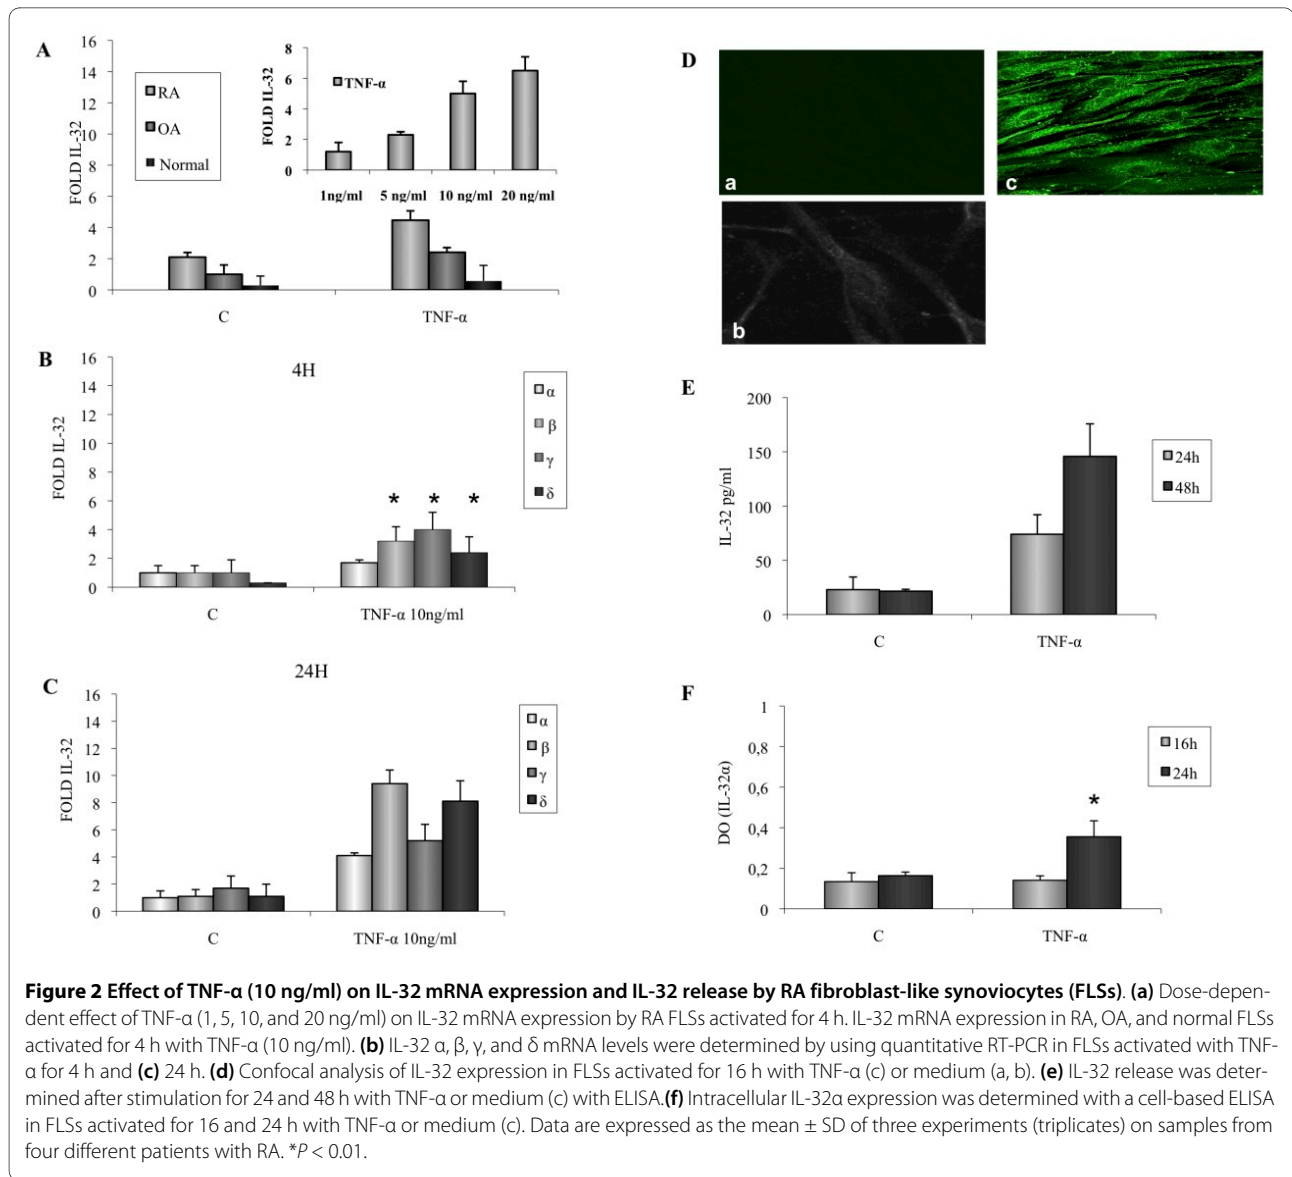 A
16
14
12
10
8
6
4
2
0
FOLD IL-32
RA
OA
Normal
8
6
4
2
0
FOLD IL-32
TNF-α
1ng/ml 5 ng/ml 10 ng/ml 20 ng/ml
C TNF-α
B
4H
16
14
12
10
8
6
4
2
0
FOLD IL-32
α
β
γ
δ
* * *
C TNF-α 10ng/ml
C
24H
16
14
12
10
8
6
4
2
0
FOLD IL-32
α
β
γ
δ
C TNF-α 10ng/ml
D
a
c
b
E
200
150
100
50
0
IL-32 pg/ml
24h
48h
C TNF-α
F
1
0,8
0,6
0,4
0,2
0
DO (IL-32α)
16h
24h
*
C TNF-α
Figure 2 Effect of TNF-α (10 ng/ml) on IL-32 mRNA expression and IL-32 release by RA fibroblast-like synoviocytes (FLSs). (a) Dose-depen-
dent effect of TNF-α (1, 5, 10, and 20 ng/ml) on IL-32 mRNA expression by RA FLSs activated for 4 h. IL-32 mRNA expression in RA, OA, and normal FLSs
activated for 4 h with TNF-α (10 ng/ml). (b) IL-32 α, β, γ, and δ mRNA levels were determined by using quantitative RT-PCR in FLSs activated with TNF-
α for 4 h and (c) 24 h. (d) Confocal analysis of IL-32 expression in FLSs activated for 16 h with TNF-α (c) or medium (a, b). (e) IL-32 release was deter-
mined after stimulation for 24 and 48 h with TNF-α or medium (c) with ELISA.(f) Intracellular IL-32α expression was determined with a cell-based ELISA
in FLSs activated for 16 and 24 h with TNF-α or medium (c). Data are expressed as the mean ± SD of three experiments (triplicates) on samples from
four different patients with RA. *P < 0.01.